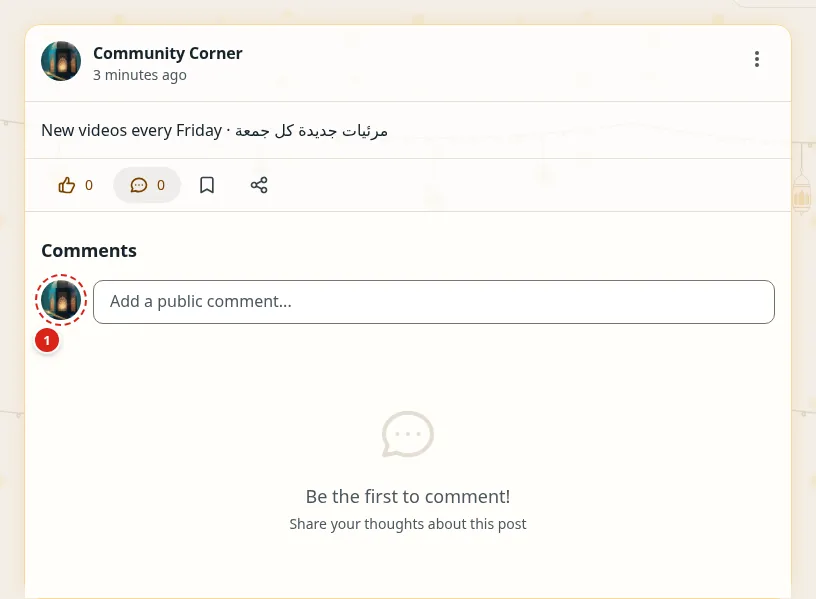 Community Corner
3 minutes ago
New videos every Friday · مرئيات جديدة كل جمعة
0
0
Comments
Add a public comment...
1
Be the first to comment!
Share your thoughts about this post